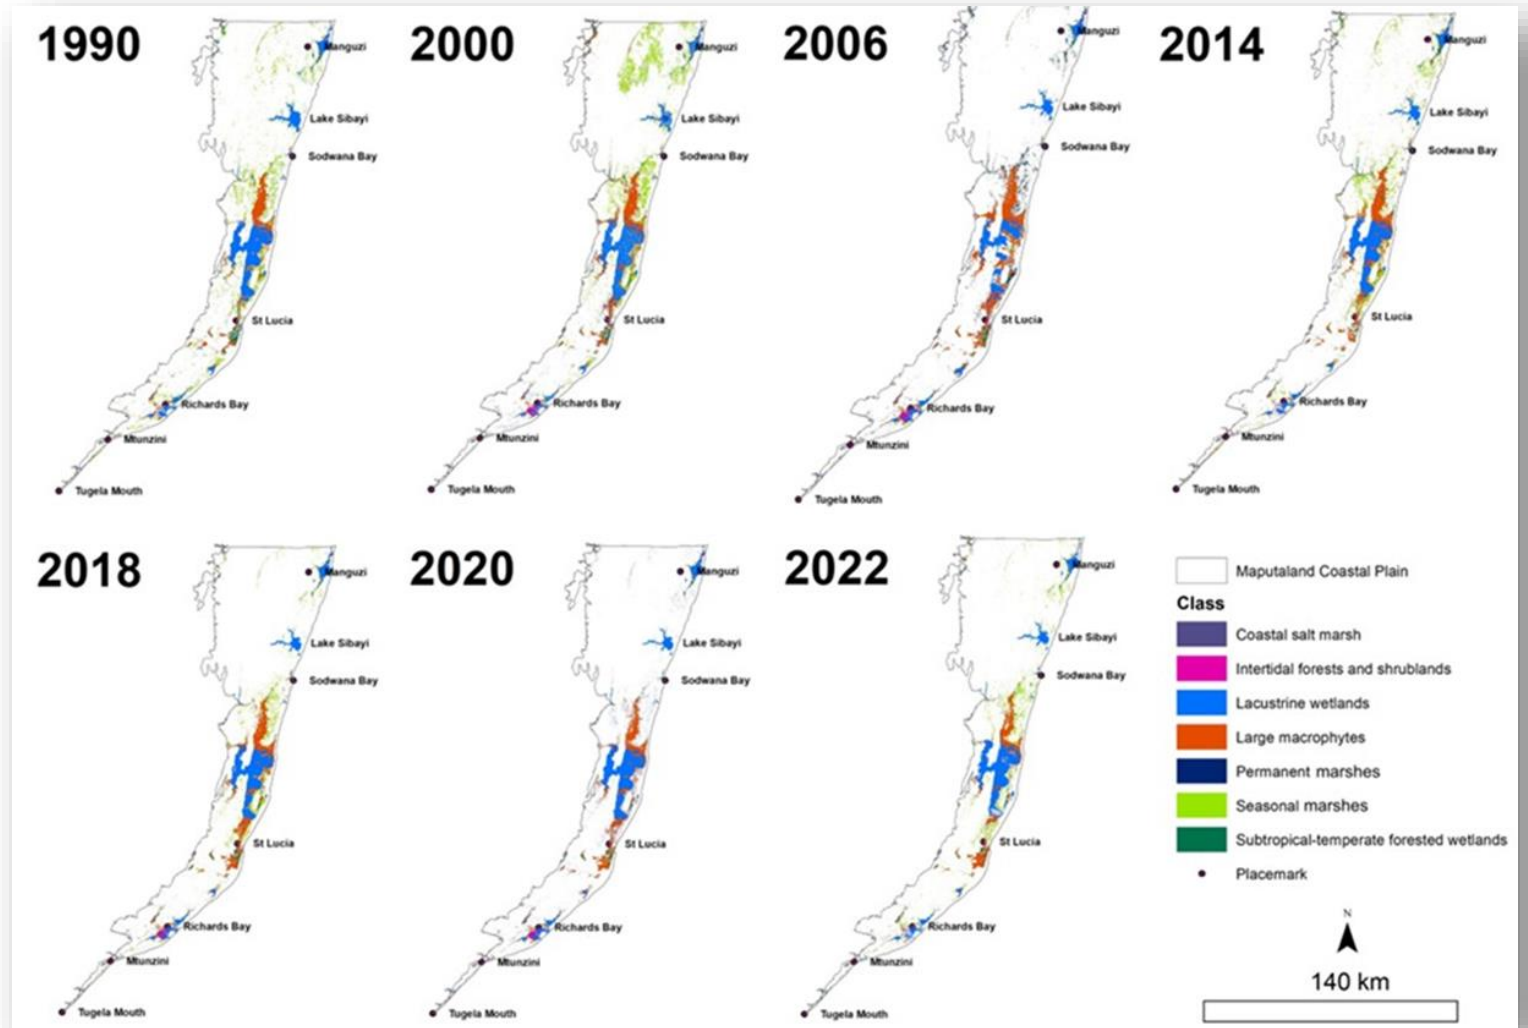 1990
Manguzi
Lake Sibayi
Sodwana Bay
St Lucia
Richards Bay
Mtunzini
Tugela Mouth
2000
Manguzi
Lake Sibayi
Sodwana Bay
St Lucia
Richards Bay
Mtunzini
Tugela Mouth
2006
Manguzi
Lake Sibayi
Sodwana Bay
St Lucia
Richards Bay
Mtunzini
Tugela Mouth
2014
Manguzi
Lake Sibayi
Sodwana Bay
St Lucia
Richards Bay
Mtunzini
Tugela Mouth
2018
Manguzi
Lake Sibayi
Sodwana Bay
St Lucia
Richards Bay
Mtunzini
Tugela Mouth
2020
Manguzi
Lake Sibayi
Sodwana Bay
St Lucia
Richards Bay
Mtunzini
Tugela Mouth
2022
Manguzi
Lake Sibayi
Sodwana Bay
St Lucia
Richards Bay
Mtunzini
Tugela Mouth
Maputaland Coastal Plain
Class
Coastal salt marsh
Intertidal forests and shrublands
Lacustrine wetlands
Large macrophytes
Permanent marshes
Seasonal marshes
Subtropical-temperate forested wetlands
Placemark
N
140 km